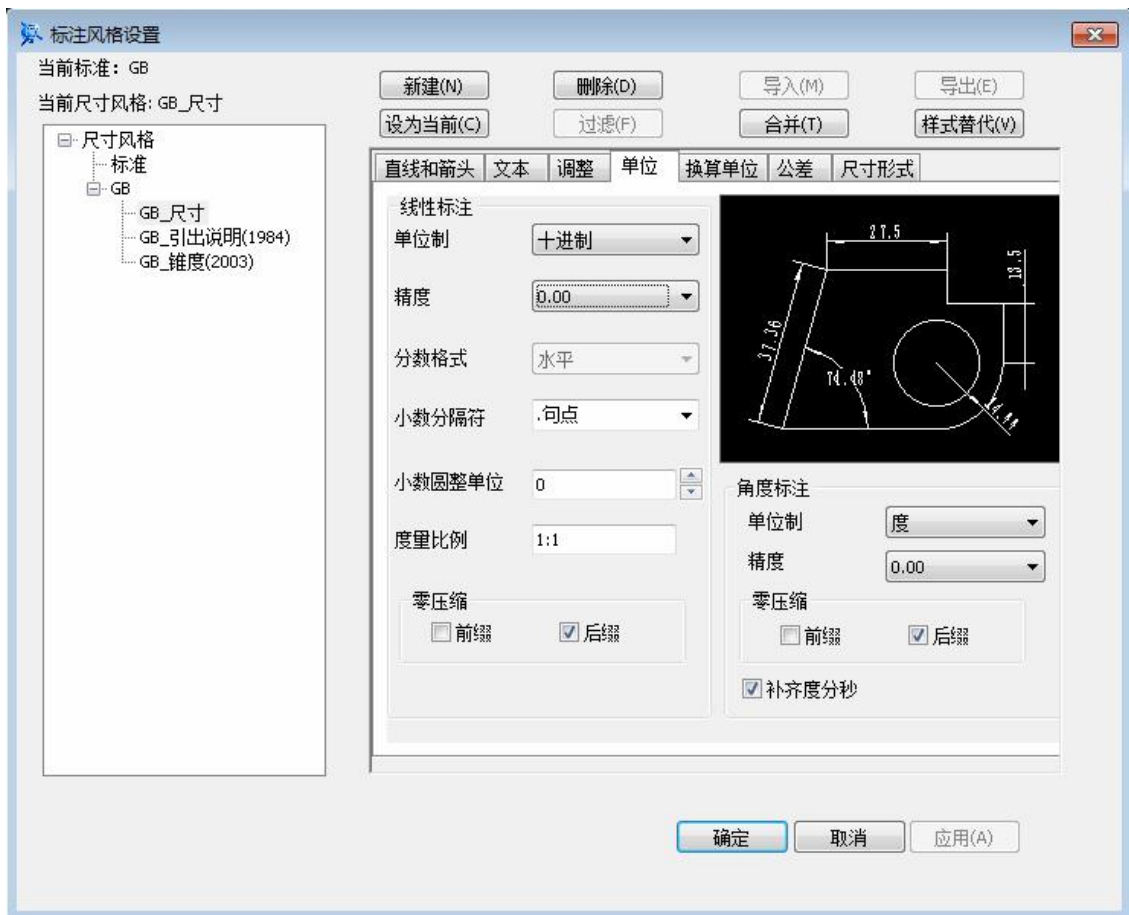 标注风格设置
当前标准: GB
当前尺寸风格: GB_尺寸
尺寸风格
标准
GB
GB_尺寸
GB_引出说明(1984)
GB_锥度(2003)
新建(N) 删除(D) 导入(M) 导出(E)
设为当前(C) 过滤(F) 合并(T) 样式替代(V)
直线和箭头 文本 调整 单位 换算单位 公差 尺寸形式
线性标注
单位制 十进制
精度 0.00
分数格式 水平
小数分隔符 .句点
小数圆整单位 0
度量比例 1:1
零压缩
前缀 后缀
27.5
13.5
37.36
74.48°
角度标注
单位制 度
精度 0.00
零压缩
前缀 后缀
补齐度分秒
确定 取消 应用(A)